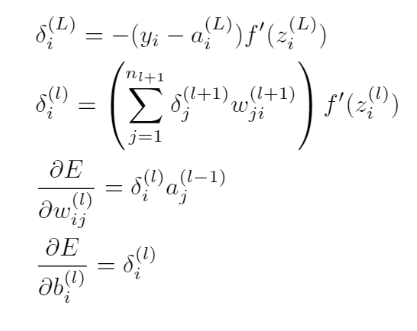 δ_i^{(L)} = −(y_i − a_i^{(L)}) f′(z_i^{(L)})
δ_i^{(l)} = ( ∑_{j=1}^{n_{l+1}} δ_j^{(l+1)} w_{ji}^{(l+1)} ) f′(z_i^{(l)})
∂E/∂w_{ij}^{(l)} = δ_i^{(l)} a_j^{(l−1)}
∂E/∂b_i^{(l)} = δ_i^{(l)}